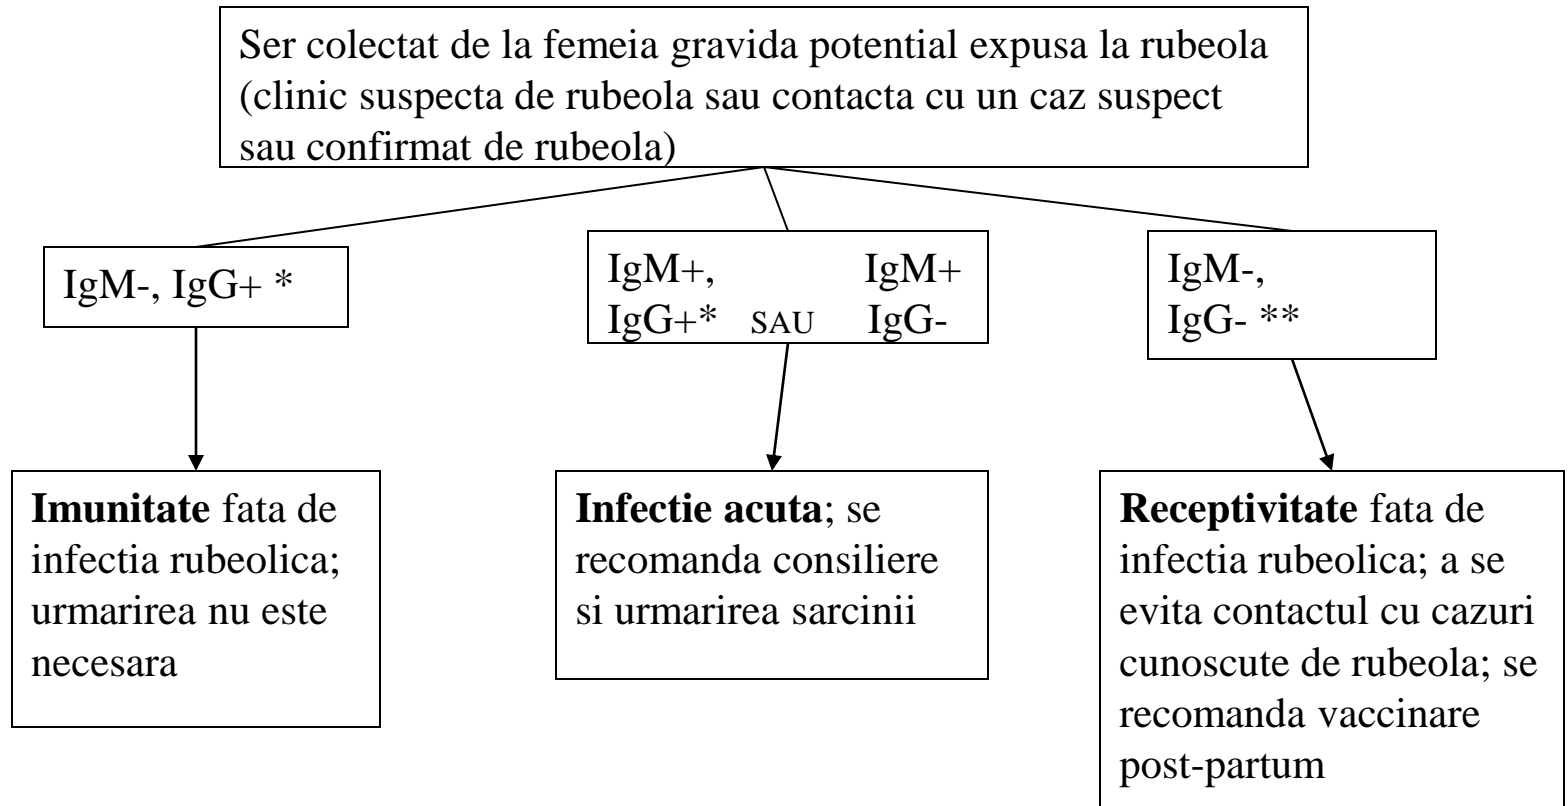 Ser colectat de la femeia gravida potential expusa la rubeola
(clinic suspecta de rubeola sau contacta cu un caz suspect
sau confirmat de rubeola)
IgM-, IgG+ *
IgM+, IgM+
IgG+* SAU IgG-
IgM-,
IgG- **
Imunitate fata de
infectia rubeolica;
urmarirea nu este
necesara
Infectie acuta; se
recomanda consiliere
si urmarirea sarcinii
Receptivitate fata de
infectia rubeolica; a se
evita contactul cu cazuri
cunoscute de rubeola; se
recomanda vaccinare
post-partum